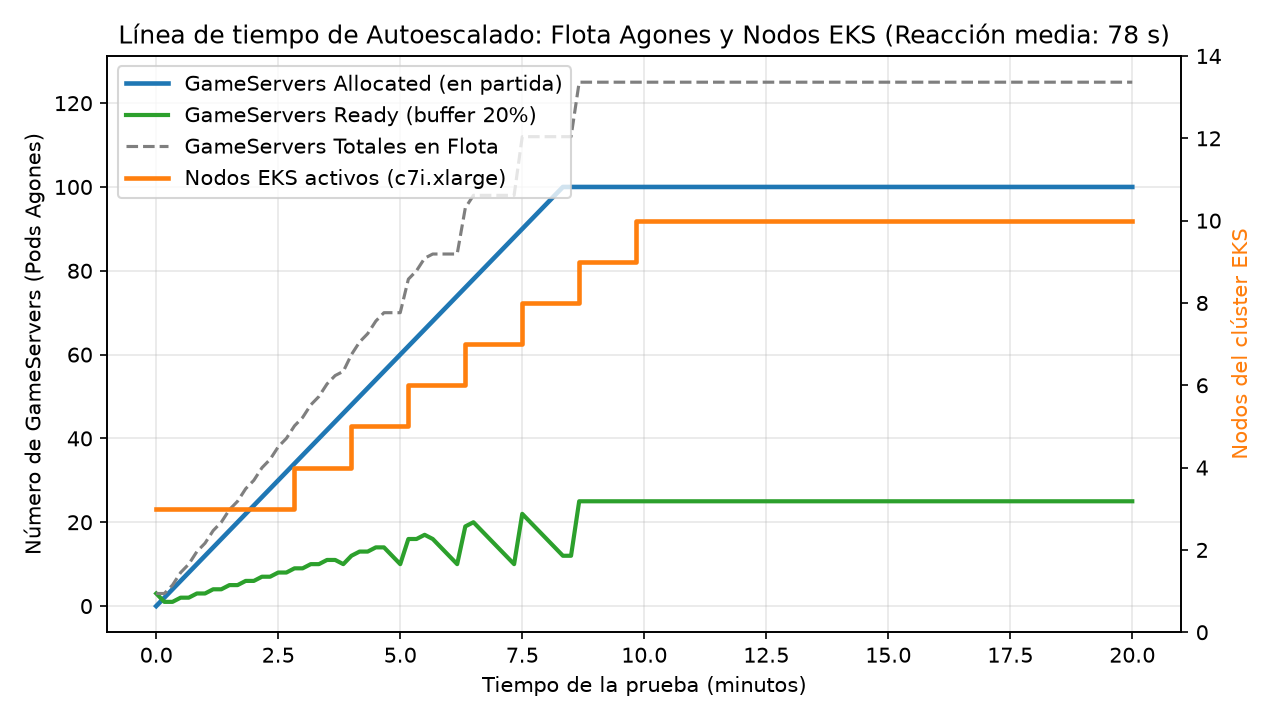 Línea de tiempo de Autoescalado: Flota Agones y Nodos EKS (Reacción media: 78 s)
GameServers Allocated (en partida)
GameServers Ready (buffer 20%)
GameServers Totales en Flota
Nodos EKS activos (c7i.xlarge)
Número de GameServers (Pods Agones)
120
100
80
60
40
20
0
14
12
10
8
6
4
2
0
Nodos del clúster EKS
0.0 2.5 5.0 7.5 10.0 12.5 15.0 17.5 20.0
Tiempo de la prueba (minutos)